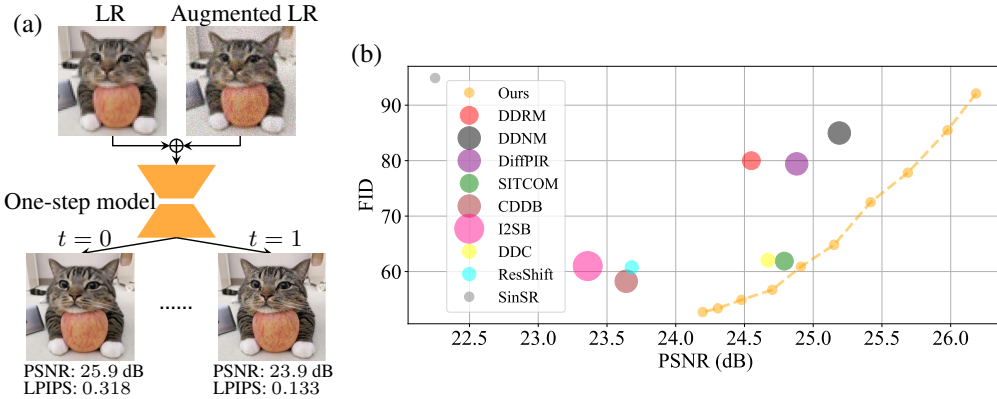 (a)
LR
Augmented LR
One-step model
t = 0
t = 1
......
PSNR: 25.9 dB
LPIPS: 0.318
PSNR: 23.9 dB
LPIPS: 0.133
(b)
FID
90
80
70
60
Ours
DDRM
DDNM
DiffPIR
SITCOM
CDDB
I2SB
DDC
ResShift
SinSR
22.5 23.0 23.5 24.0 24.5 25.0 25.5 26.0
PSNR (dB)